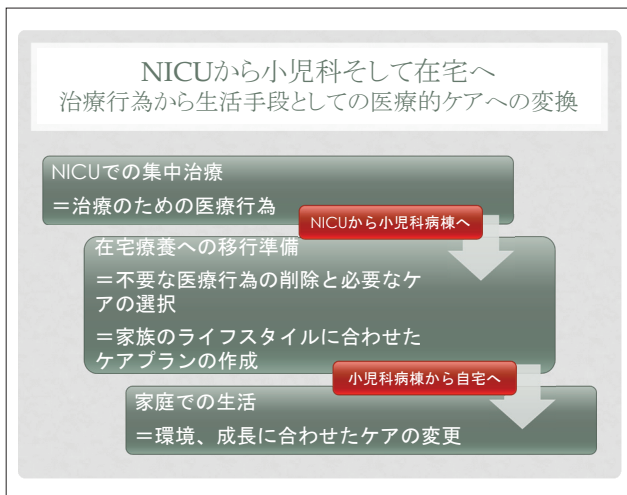 NICUから小児科そして在宅へ
治療行為から生活手段としての医療的ケアへの変換
NICUでの集中治療
＝治療のための医療行為
NICUから小児科病棟へ
在宅療養への移行準備
＝不要な医療行為の削除と必要なケ
アの選択
＝家族のライフスタイルに合わせた
ケアプランの作成
小児科病棟から自宅へ
家庭での生活
＝環境、成長に合わせたケアの変更